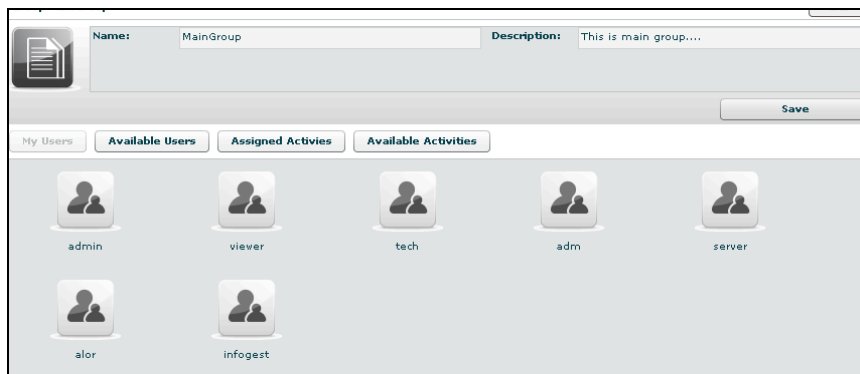 Name: MainGroup Description: This is main group....
Save
My Users Available Users Assigned Activies Available Activities
admin viewer tech adm server
alor infogest